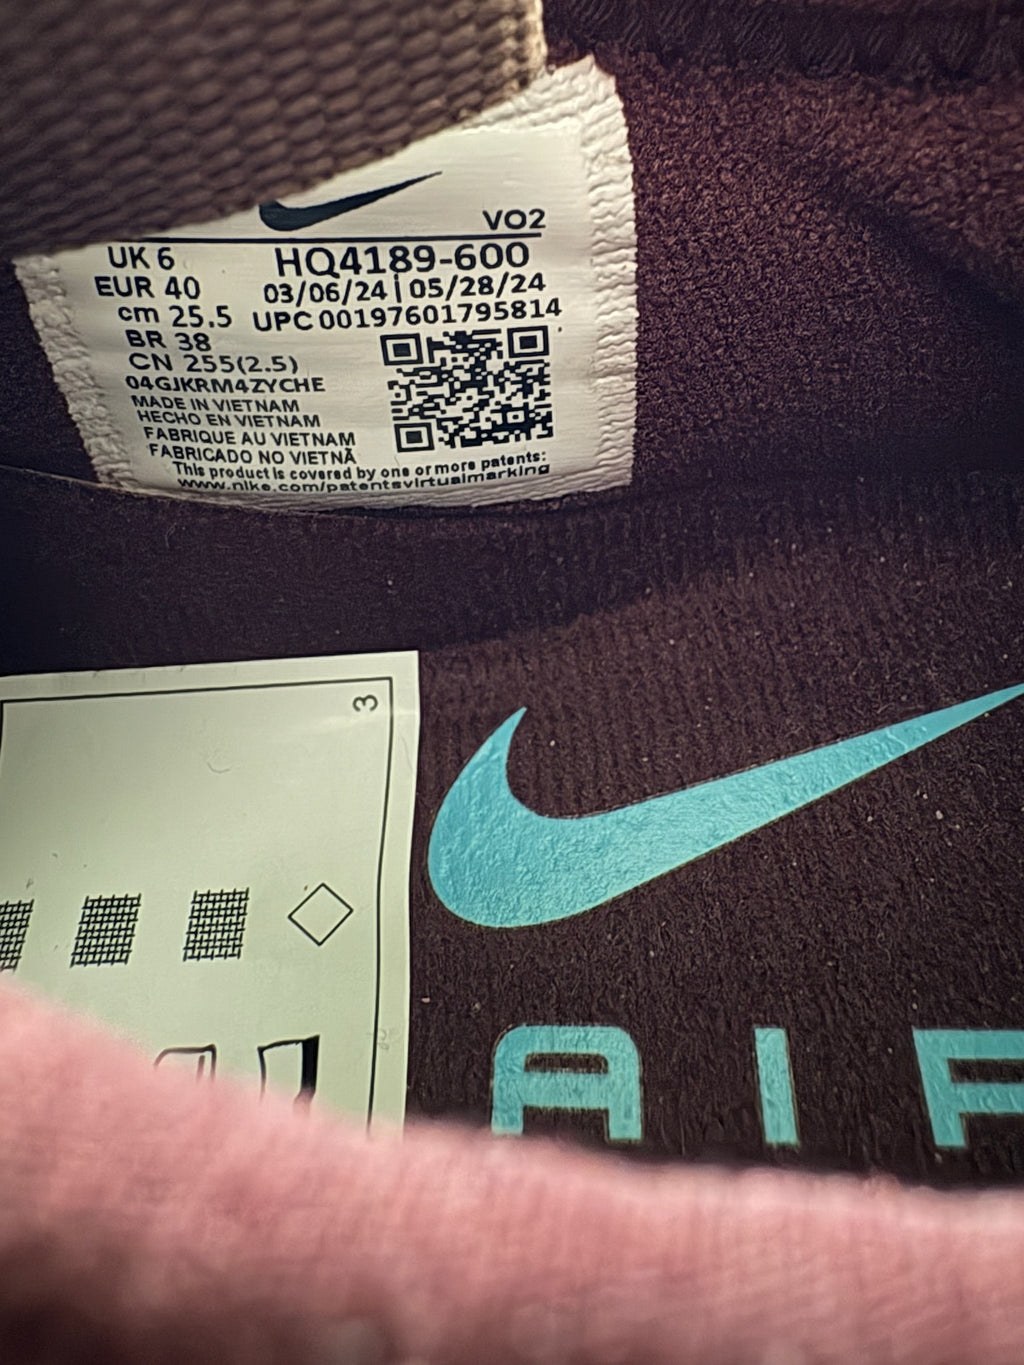 VO2
UK 6
HQ4189-600
EUR 40
03/06/24 | 05/28/24
cm 25.5
UPC 00197601795814
BR 38
CN 255(2.5)
04GJKRM4ZYCHE
MADE IN VIETNAM
HECHO EN VIETNAM
FABRIQUE AU VIETNAM
FABRICADO NO VIETNÃ
This product is covered by one or more patents:
www.nike.com/patentsvirtualmarking
3
AIR